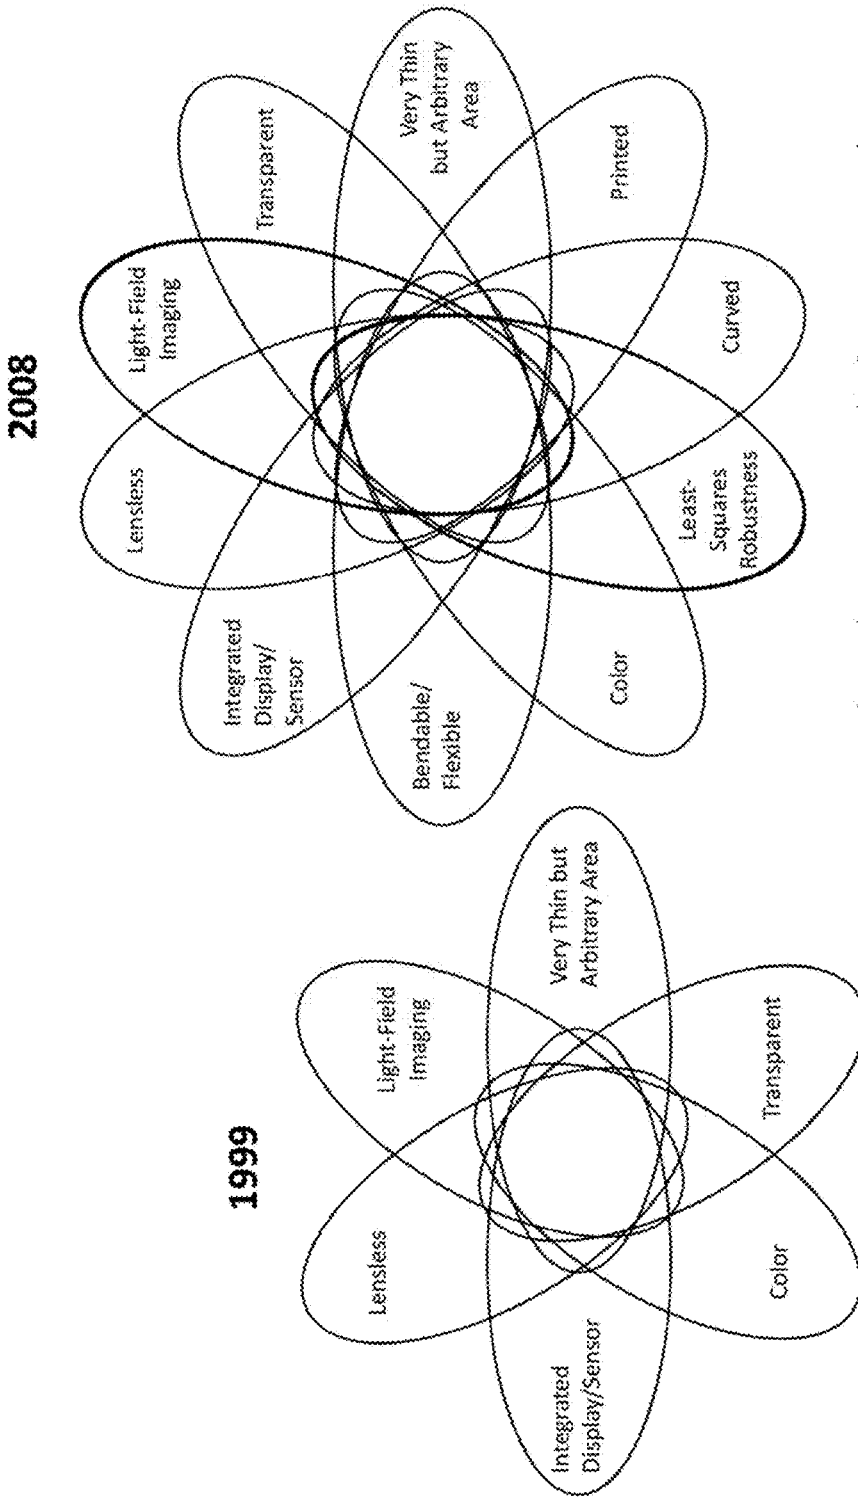 1999
Lensless
Light-Field
Imaging
Integrated
Display/Sensor
Very Thin but
Arbitrary Area
Color
Transparent
2008
Lensless
Light-Field
Imaging
Integrated
Display/
Sensor
Transparent
Bendable/
Flexible
Very Thin
but Arbitrary
Area
Color
Printed
Least-
Squares
Robustness
Curved